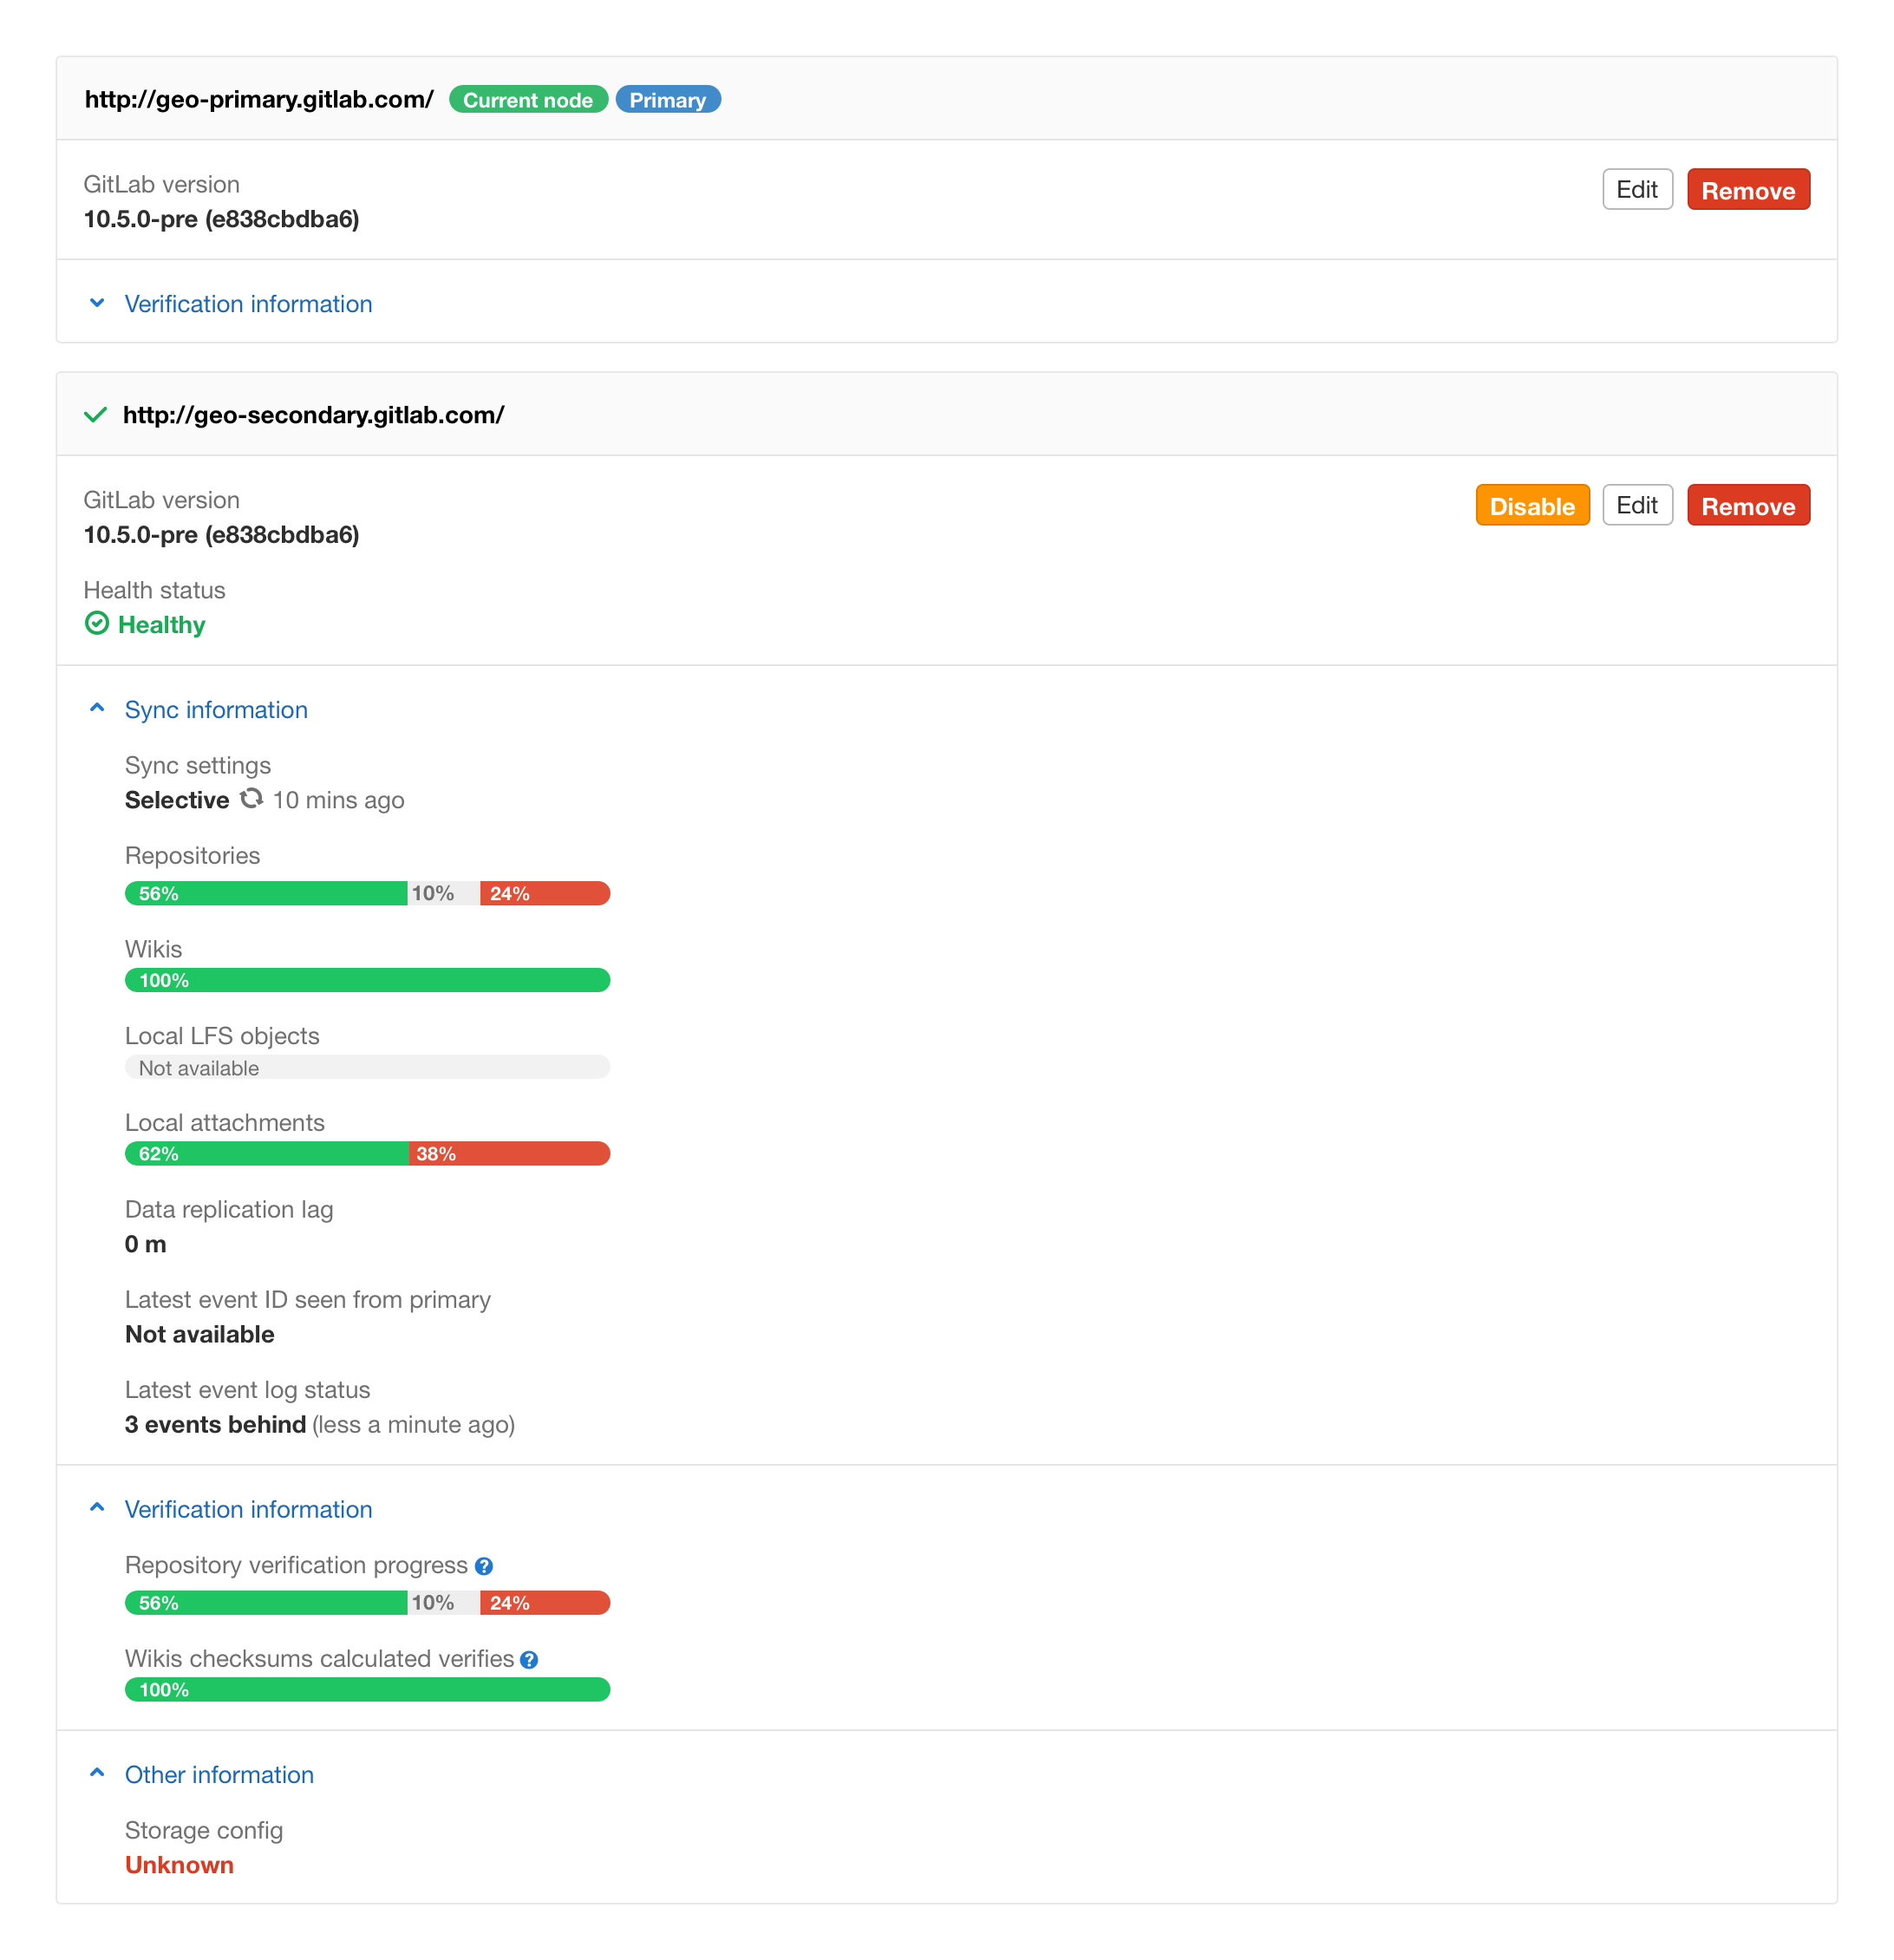 http://geo-primary.gitlab.com/ Current node Primary
GitLab version
Edit Remove
10.5.0-pre (e838cbdba6)
Verification information
http://geo-secondary.gitlab.com/
GitLab version
Disable Edit Remove
10.5.0-pre (e838cbdba6)
Health status
Healthy
Sync information
Sync settings
Selective 10 mins ago
Repositories
56% 10% 24%
Wikis
100%
Local LFS objects
Not available
Local attachments
62% 38%
Data replication lag
0 m
Latest event ID seen from primary
Not available
Latest event log status
3 events behind (less a minute ago)
Verification information
Repository verification progress ?
56% 10% 24%
Wikis checksums calculated verifies ?
100%
Other information
Storage config
Unknown